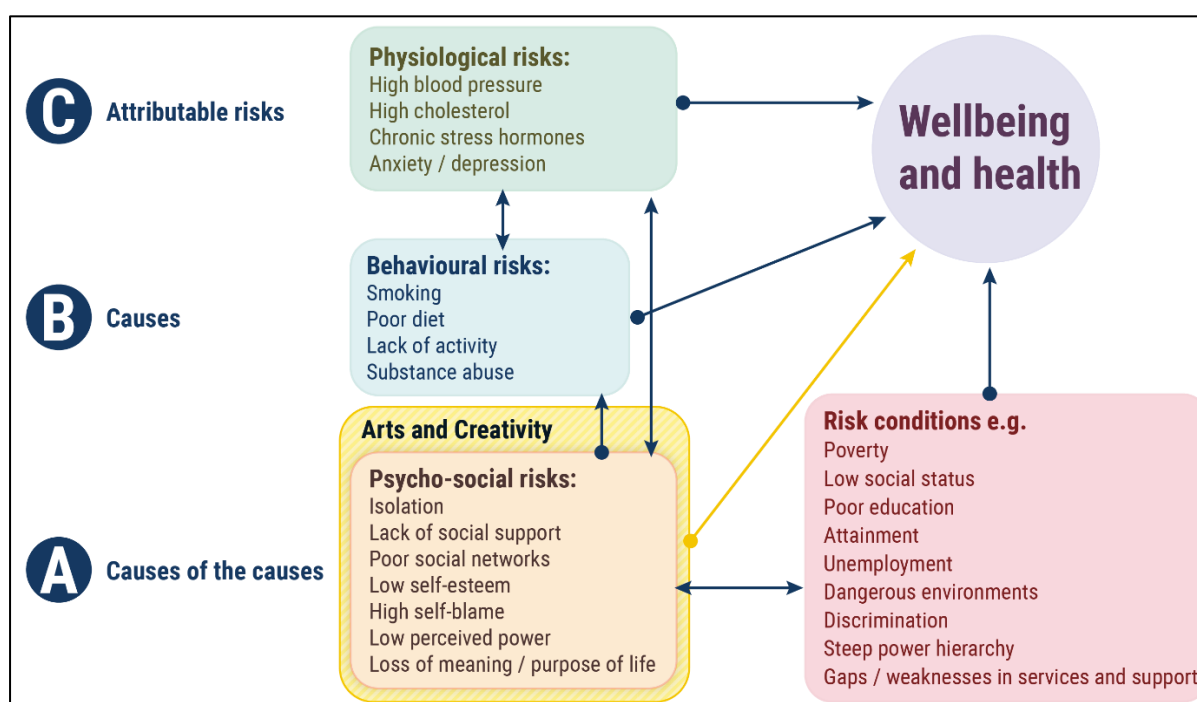 C
Attributable risks
Physiological risks:
High blood pressure
High cholesterol
Chronic stress hormones
Anxiety / depression
Wellbeing
and health
B
Causes
Behavioural risks:
Smoking
Poor diet
Lack of activity
Substance abuse
A
Causes of the causes
Arts and Creativity
Psycho-social risks:
Isolation
Lack of social support
Poor social networks
Low self-esteem
High self-blame
Low perceived power
Loss of meaning / purpose of life
Risk conditions e.g.
Poverty
Low social status
Poor education
Attainment
Unemployment
Dangerous environments
Discrimination
Steep power hierarchy
Gaps / weaknesses in services and support